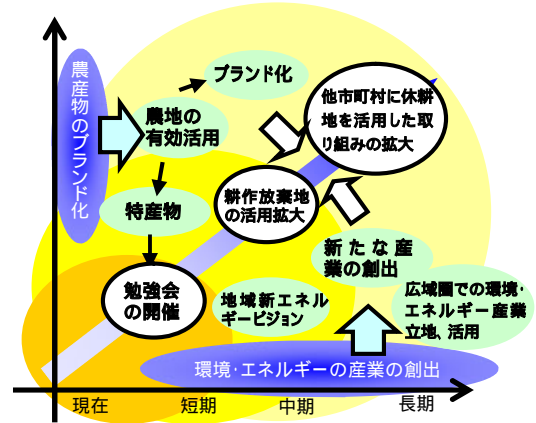 農産物のブランド化
ブランド化
農地の
有効活用
特産物
勉強会
の開催
耕作放棄地
の活用拡大
他市町村に休耕
地を活用した取
り組みの拡大
新たな産
業の創出
地域新エネル
ギービジョン
広域圏での環境・
エネルギー産業
立地、活用
環境・エネルギーの産業の創出
現在
短期
中期
長期